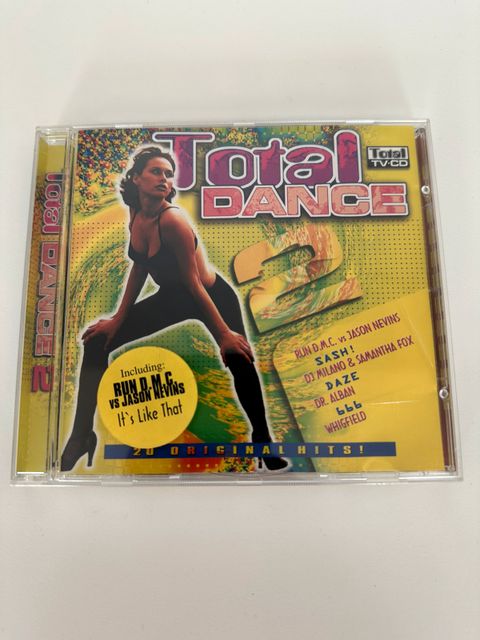 Total DANCE 2
Total
DANCE
Total
TV-CD
2
RUN D.M.C. vs JASON NEVINS
SASH!
DJ MILANO & SAMANTHA FOX
DAZE
DR. ALBAN
666
WHIGFIELD
Including:
RUN D.M.C.
VS JASON NEVINS
It`s Like That
20 ORIGINAL HITS!